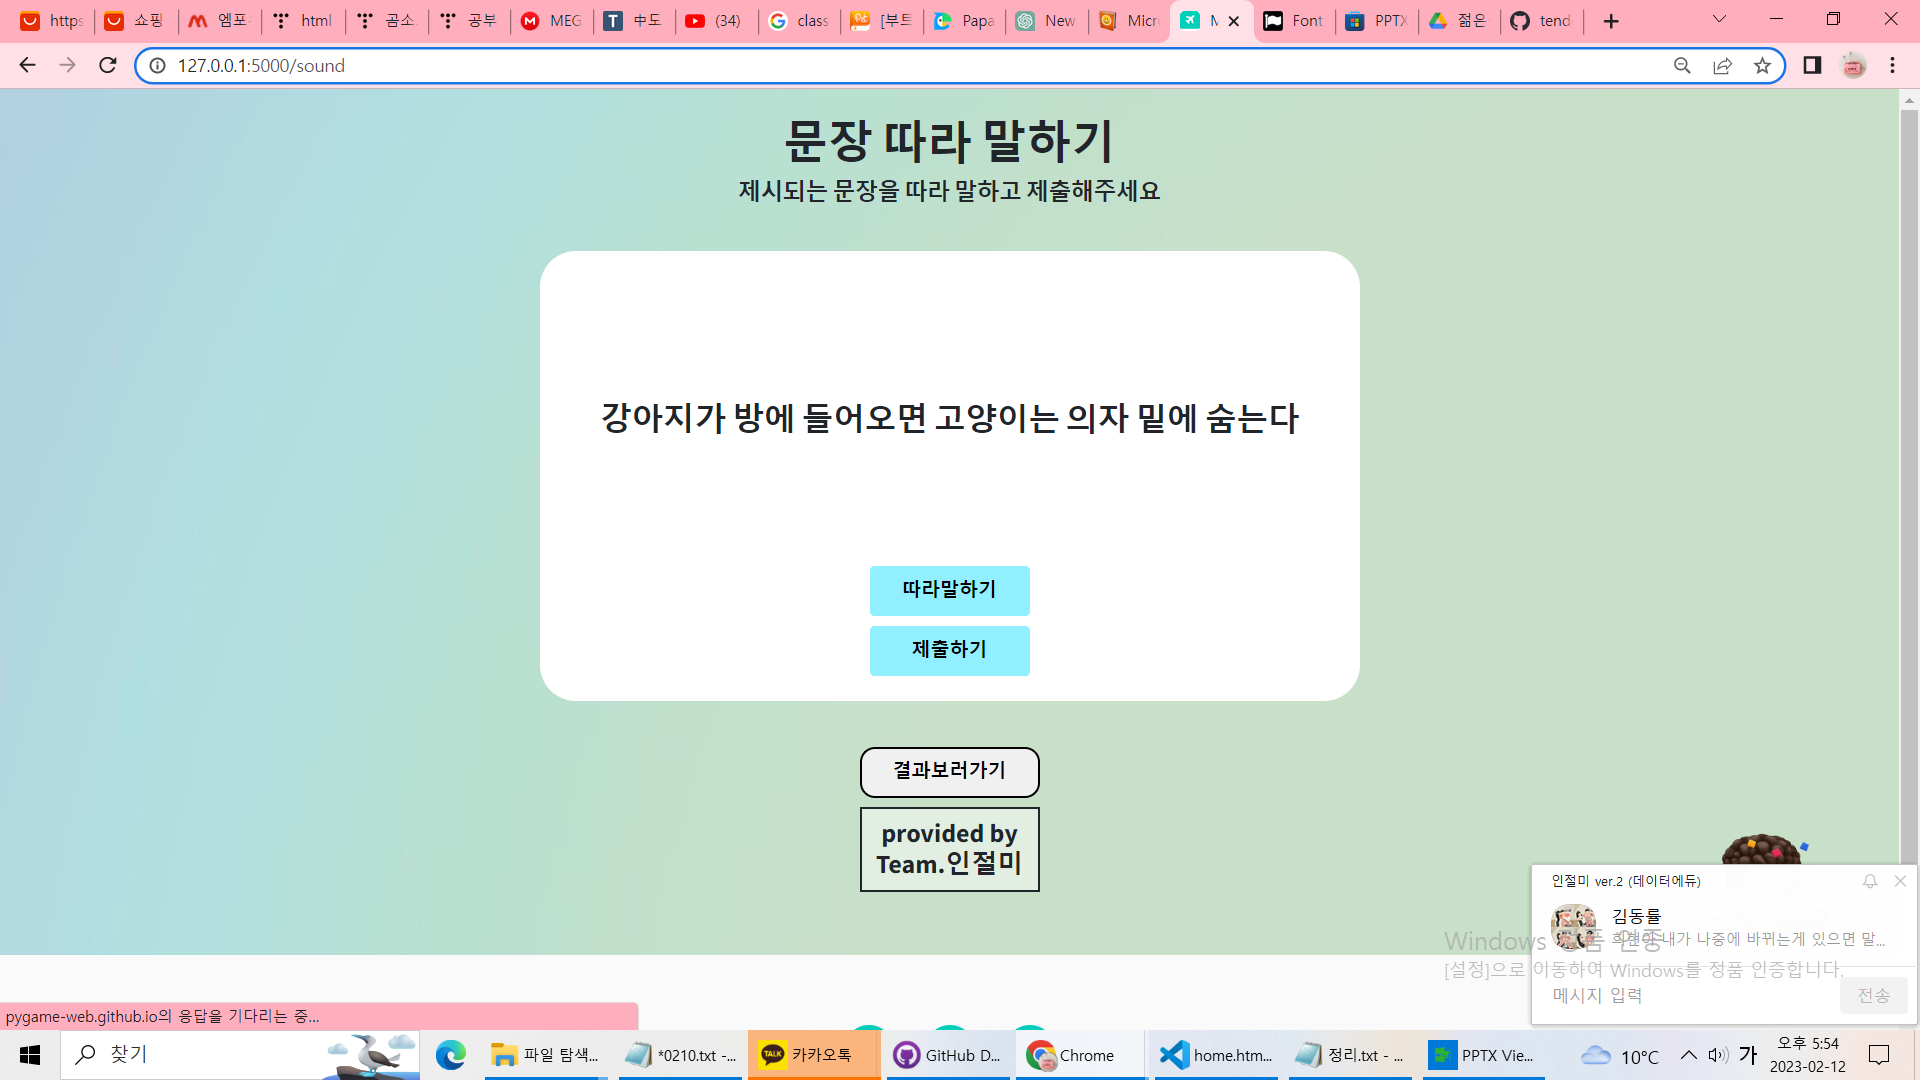 https
쇼핑
엠포
html
곰소
공부
MEG
中도
(34)
class
[부트
Papa
New
Micro
M
Font
PPTX
젊은
tend
127.0.0.1:5000/sound
문장 따라 말하기
제시되는 문장을 따라 말하고 제출해주세요
강아지가 방에 들어오면 고양이는 의자 밑에 숨는다
따라말하기
제출하기
결과보러가기
provided by
Team.인절미
인절미 ver.2 (데이터에듀)
김동률
희현아 내가 나중에 바뀌는게 있으면 말...
Windows 정품 인증
[설정]으로 이동하여 Windows를 정품 인증합니다.
메시지 입력
전송
pygame-web.github.io의 응답을 기다리는 중...
찾기
파일 탐색...
*0210.txt -...
TALK
카카오톡
GitHub D...
Chrome
home.htm...
정리.txt - ...
PPTX Vie...
10°C
가
오후 5:54
2023-02-12